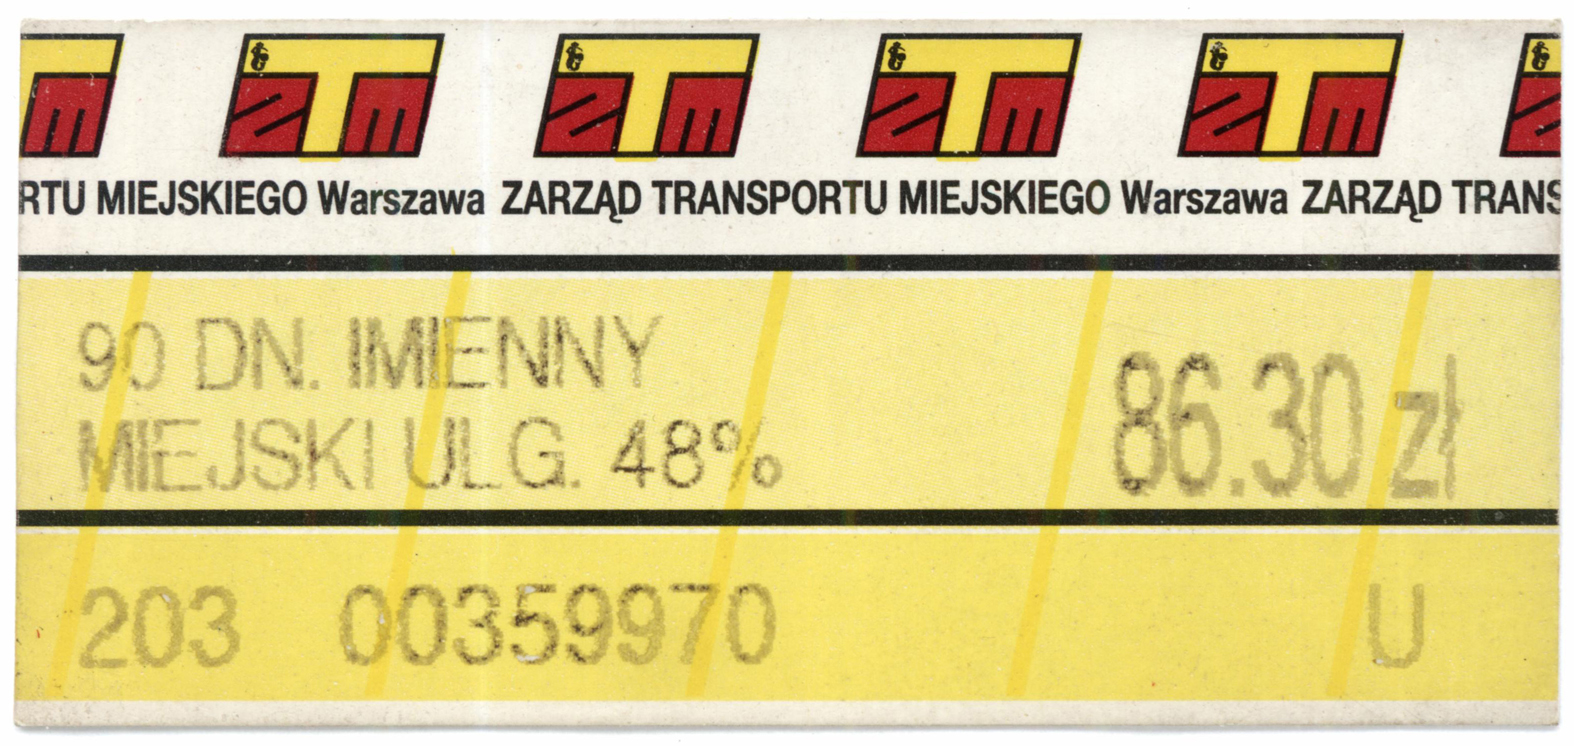 ZTM ZTM ZTM ZTM
RTU MIEJSKIEGO Warszawa ZARZĄD TRANSPORTU MIEJSKIEGO Warszawa ZARZĄD TRANS
90 DN. IMIENNY
MIEJSKI ULG. 48%
86.30 zł
203 00359970 U